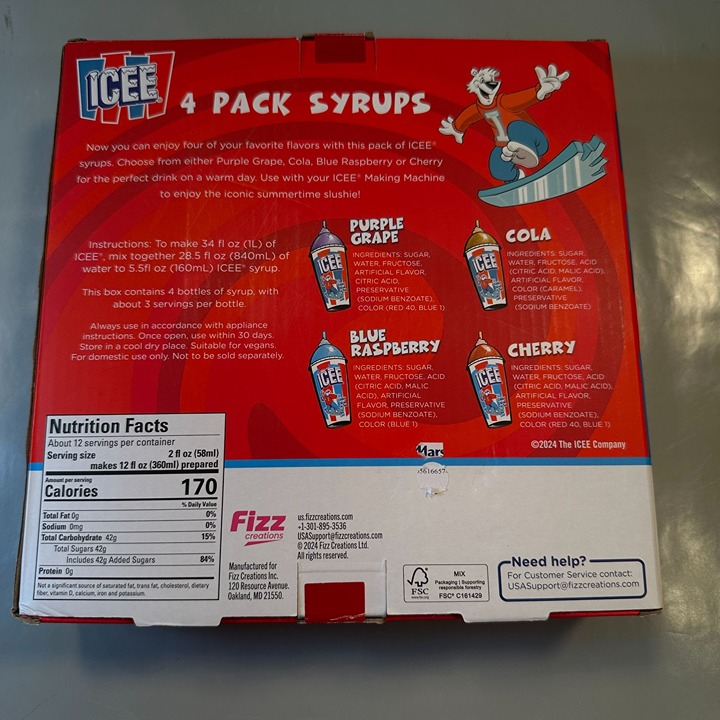 ICEE
4 PACK SYRUPS
Now you can enjoy four of your favorite flavors with this pack of ICEE®
syrups. Choose from either Purple Grape, Cola, Blue Raspberry or Cherry
for the perfect drink on a warm day. Use with your ICEE® Making Machine
to enjoy the iconic summertime slushie!
Instructions: To make 34 fl oz (1L) of
ICEE®, mix together 28.5 fl oz (840mL) of
water to 5.5fl oz (160mL) ICEE® syrup.
This box contains 4 bottles of syrup, with
about 3 servings per bottle.
Always use in accordance with appliance
instructions. Once open, use within 30 days.
Store in a cool dry place. Suitable for vegans.
For domestic use only. Not to be sold separately.
ICEE
PURPLE
GRAPE
INGREDIENTS: SUGAR,
WATER, FRUCTOSE,
ARTIFICIAL FLAVOR,
CITRIC ACID,
PRESERVATIVE
(SODIUM BENZOATE),
COLOR (RED 40, BLUE 1)
ICEE
COLA
INGREDIENTS: SUGAR,
WATER, FRUCTOSE, ACID
(CITRIC ACID, MALIC ACID),
ARTIFICIAL FLAVOR,
COLOR (CARAMEL),
PRESERVATIVE
(SODIUM BENZOATE)
ICEE
BLUE
RASPBERRY
INGREDIENTS: SUGAR,
WATER, FRUCTOSE, ACID
(CITRIC ACID, MALIC
ACID), ARTIFICIAL
FLAVOR, PRESERVATIVE
(SODIUM BENZOATE),
COLOR (BLUE 1)
ICEE
CHERRY
INGREDIENTS: SUGAR,
WATER, FRUCTOSE, ACID
(CITRIC ACID, MALIC ACID),
ARTIFICIAL FLAVOR,
PRESERVATIVE
(SODIUM BENZOATE),
COLOR (RED 40, BLUE 1)
©2024 The ICEE Company
Mars
5616657
Nutrition Facts
About 12 servings per container
Serving size 2 fl oz (58ml)
makes 12 fl oz (360ml) prepared
Amount per serving
Calories 170
% Daily Value
Total Fat 0g 0%
Sodium 0mg 0%
Total Carbohydrate 42g 15%
Total Sugars 42g
Includes 42g Added Sugars 84%
Protein 0g
Not a significant source of saturated fat, trans fat, cholesterol, dietary
fiber, vitamin D, calcium, iron and potassium.
Fizz
creations
us.fizzcreations.com
+1-301-895-3536
USASupport@fizzcreations.com
© 2024 Fizz Creations Ltd.
All rights reserved.
Manufactured for
Fizz Creations Inc.
120 Resource Avenue.
Oakland, MD 21550.
FSC
www.fsc.org
MIX
Packaging | Supporting
responsible forestry
FSC® C161429
Need help?
For Customer Service contact:
USASupport@fizzcreations.com